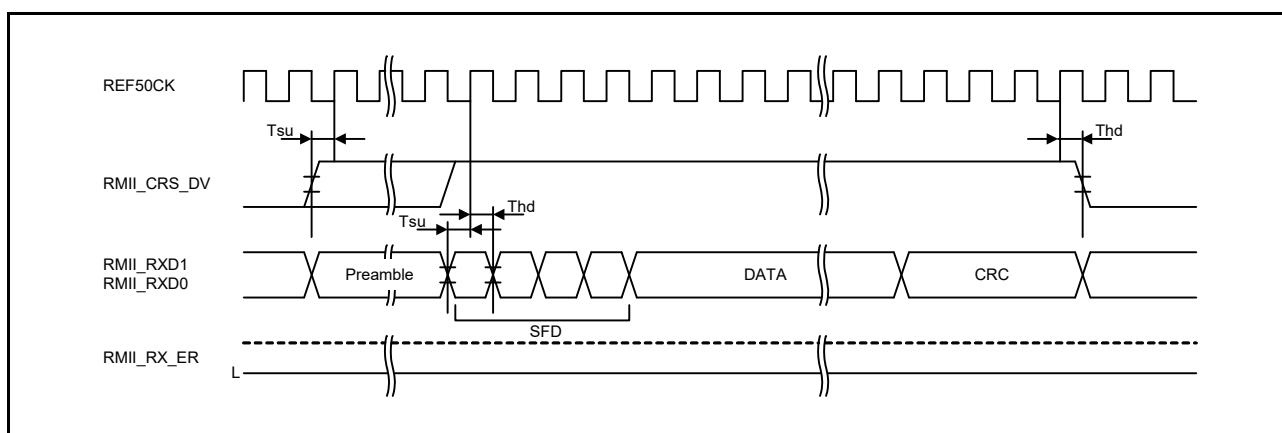 REF50CK
Tsu
Thd
RMII_CRS_DV
Tsu
Thd
RMII_RXD1
RMII_RXD0
Preamble
DATA
CRC
SFD
RMII_RX_ER
L